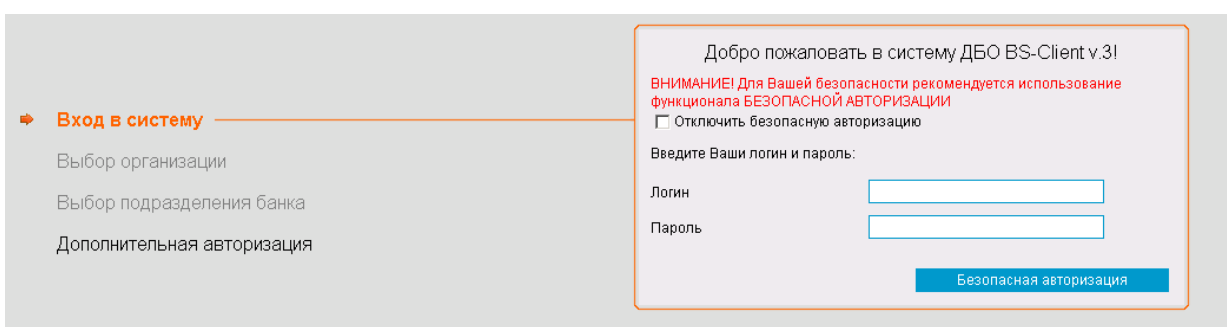 Добро пожаловать в систему ДБО BS-Client v.3!
ВНИМАНИЕ! Для Вашей безопасности рекомендуется использование
функционала БЕЗОПАСНОЙ АВТОРИЗАЦИИ
Отключить безопасную авторизацию
Введите Ваши логин и пароль:
Логин
Пароль
Безопасная авторизация
Вход в систему
Выбор организации
Выбор подразделения банка
Дополнительная авторизация